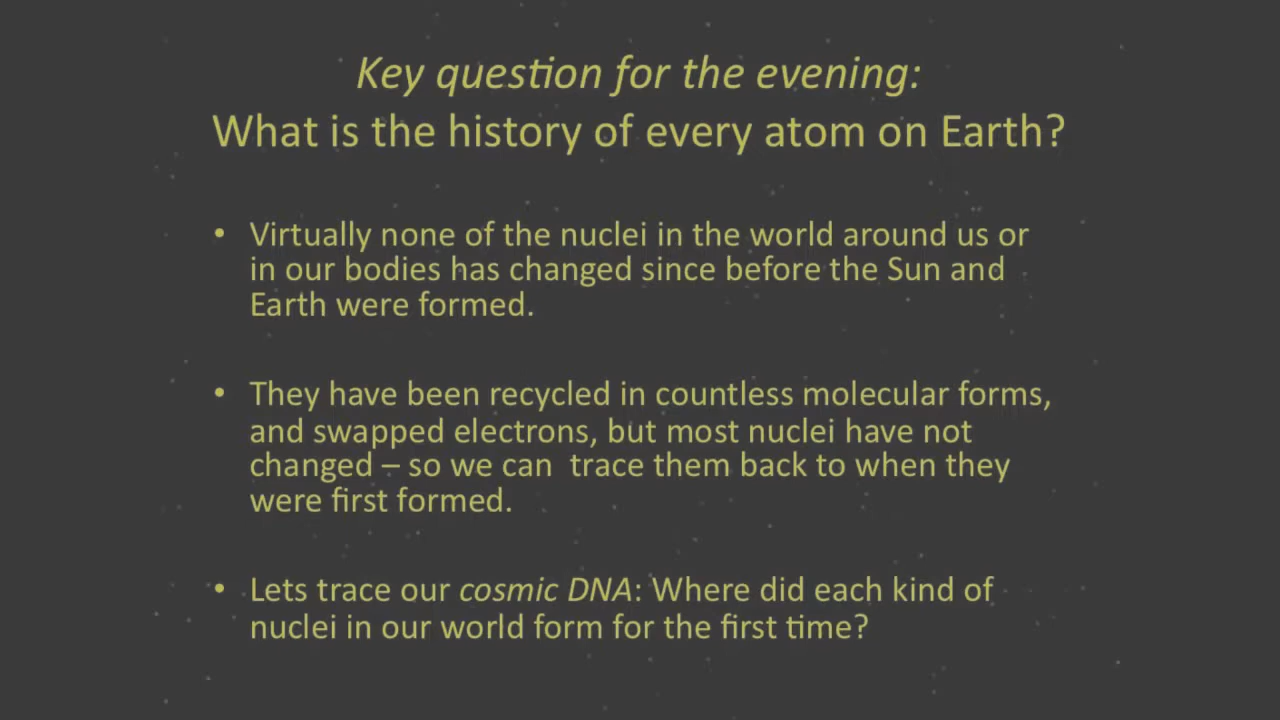 Key question for the evening:
What is the history of every atom on Earth?
• Virtually none of the nuclei in the world around us or
in our bodies has changed since before the Sun and
Earth were formed.
• They have been recycled in countless molecular forms,
and swapped electrons, but most nuclei have not
changed – so we can  trace them back to when they
were first formed.
• Lets trace our cosmic DNA: Where did each kind of
nuclei in our world form for the first time?